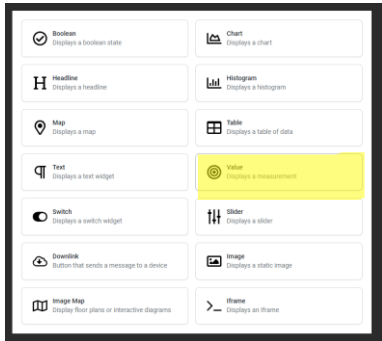 Boolean
Displays a boolean state
Chart
Displays a chart
Headline
Displays a headline
Histogram
Displays a histogram
Map
Displays a map
Table
Displays a table of data
Text
Displays a text widget
Value
Displays a measurement
Switch
Displays a switch widget
Slider
Displays a slider
Downlink
Button that sends a message to a device
Image
Displays a static image
Image Map
Display floor plans or interactive diagrams
Iframe
Displays an Iframe